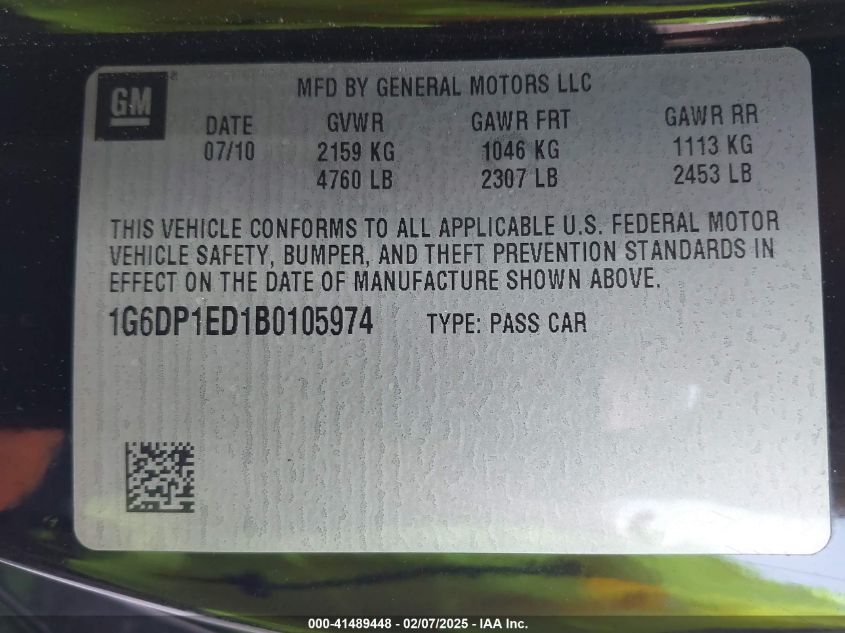 GM
MFD BY GENERAL MOTORS LLC
DATE GVWR GAWR FRT GAWR RR
07/10 2159 KG 1046 KG 1113 KG
4760 LB 2307 LB 2453 LB
THIS VEHICLE CONFORMS TO ALL APPLICABLE U.S. FEDERAL MOTOR
VEHICLE SAFETY, BUMPER, AND THEFT PREVENTION STANDARDS IN
EFFECT ON THE DATE OF MANUFACTURE SHOWN ABOVE.
1G6DP1ED1B0105974 TYPE: PASS CAR
000-41489448 - 02/07/2025 - IAA Inc.